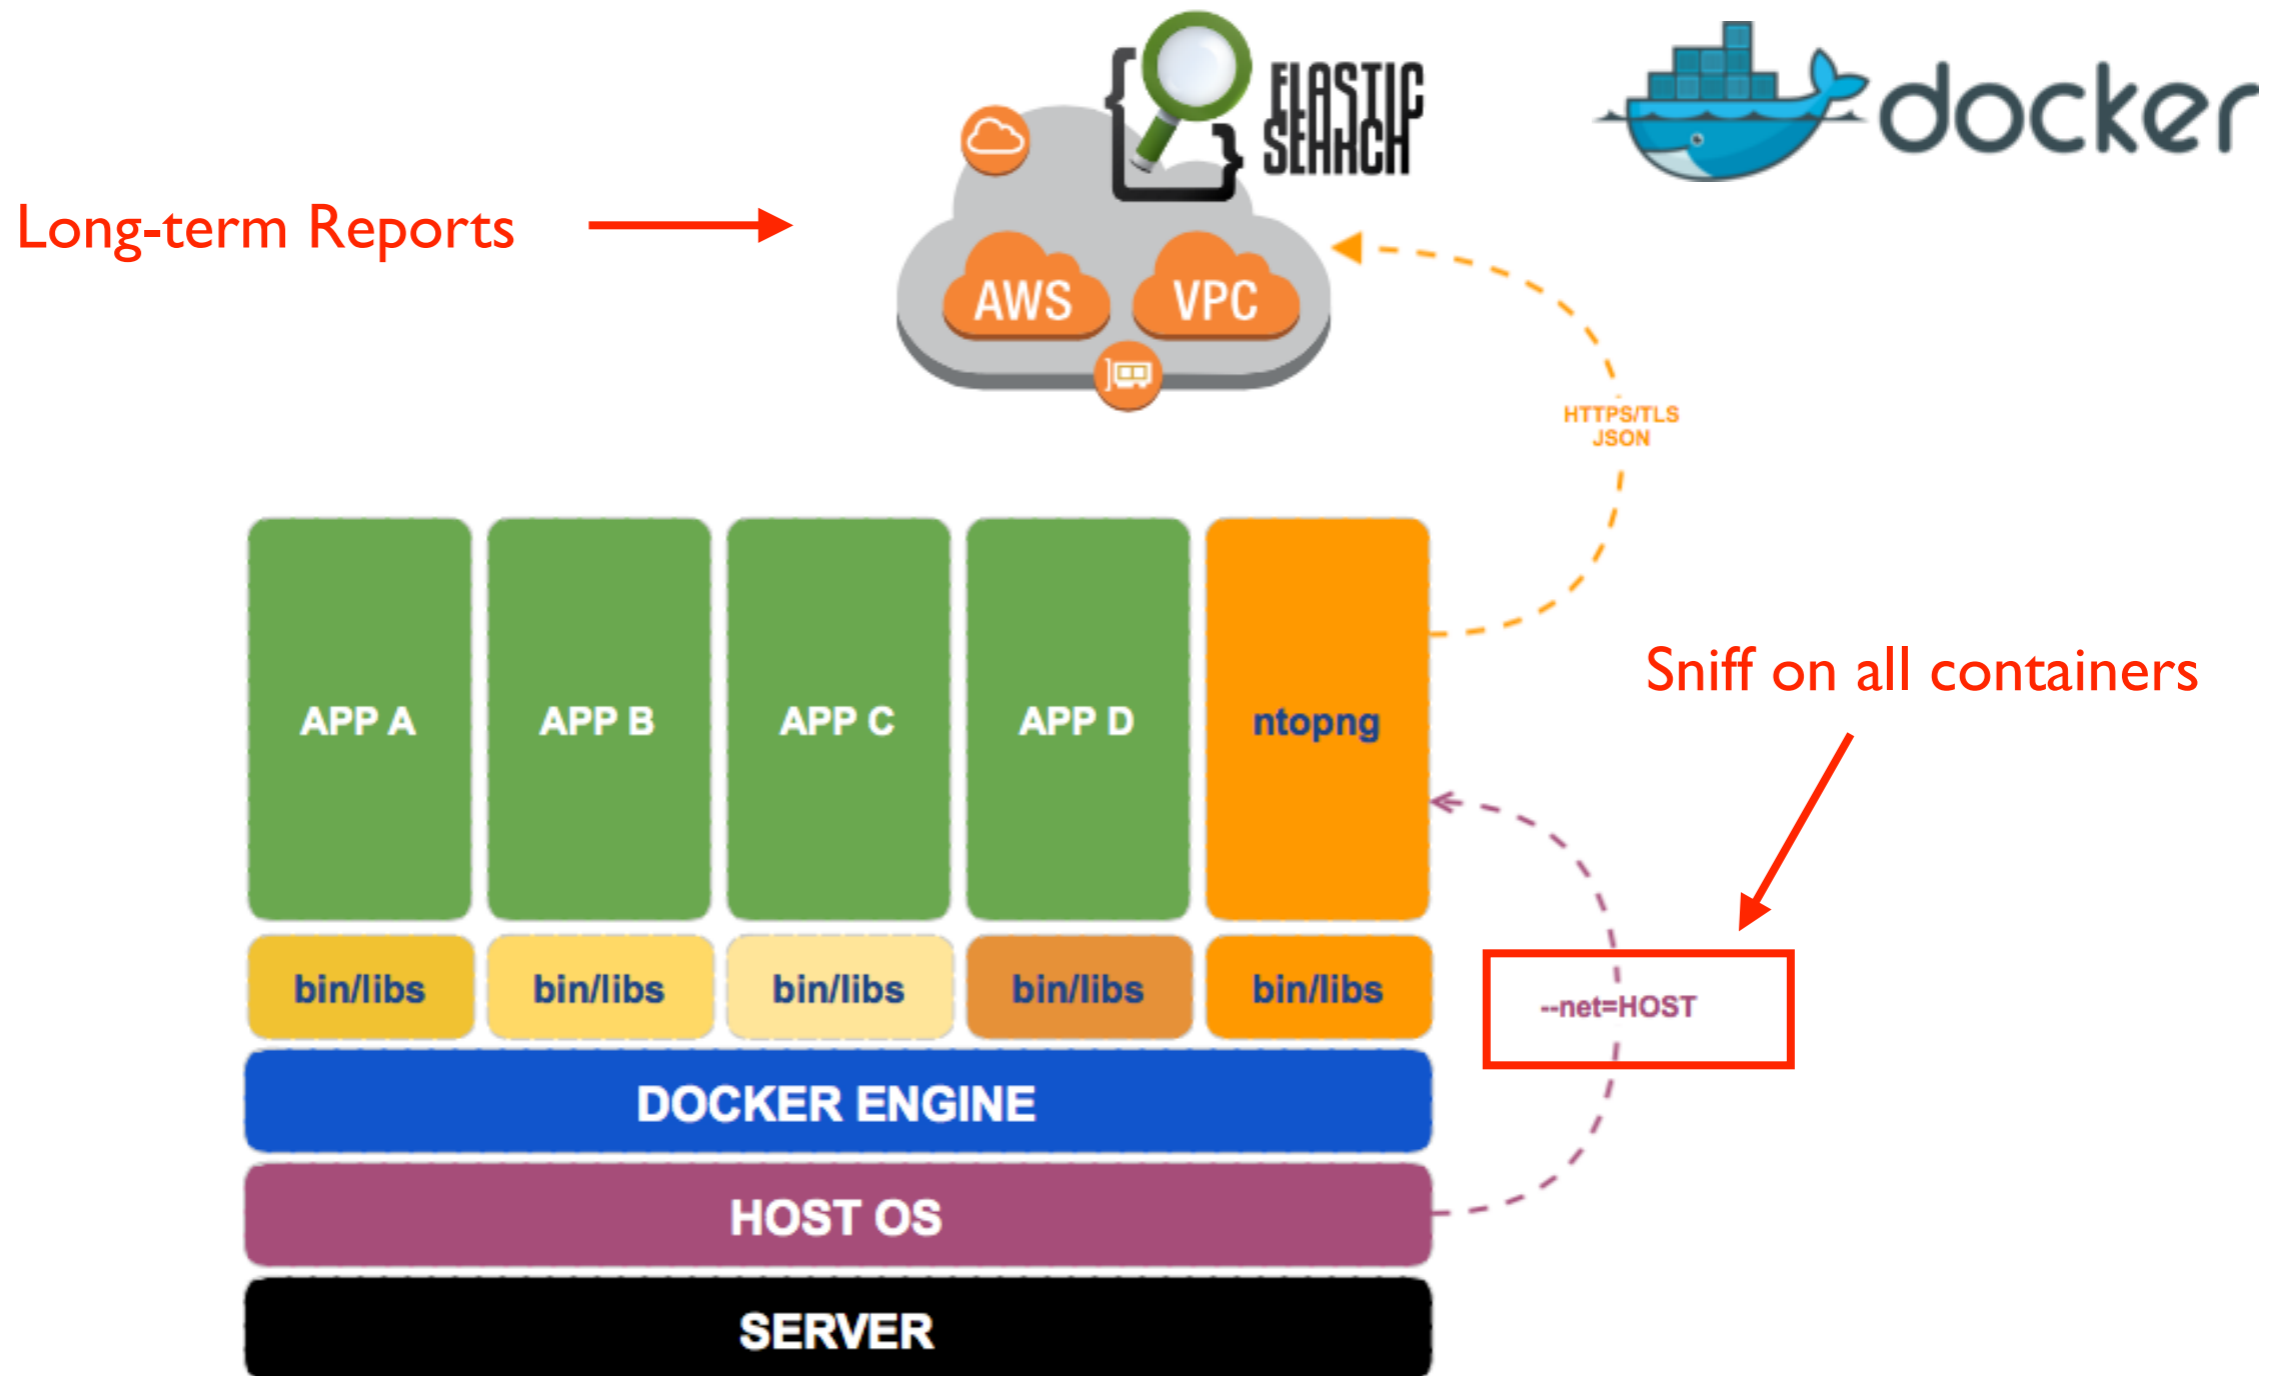 ELASTIC
SEARCH
docker
Long-term Reports
AWS
VPC
HTTPS/TLS
JSON
Sniff on all containers
APP A
APP B
APP C
APP D
ntopng
bin/libs
bin/libs
bin/libs
bin/libs
bin/libs
--net=HOST
DOCKER ENGINE
HOST OS
SERVER